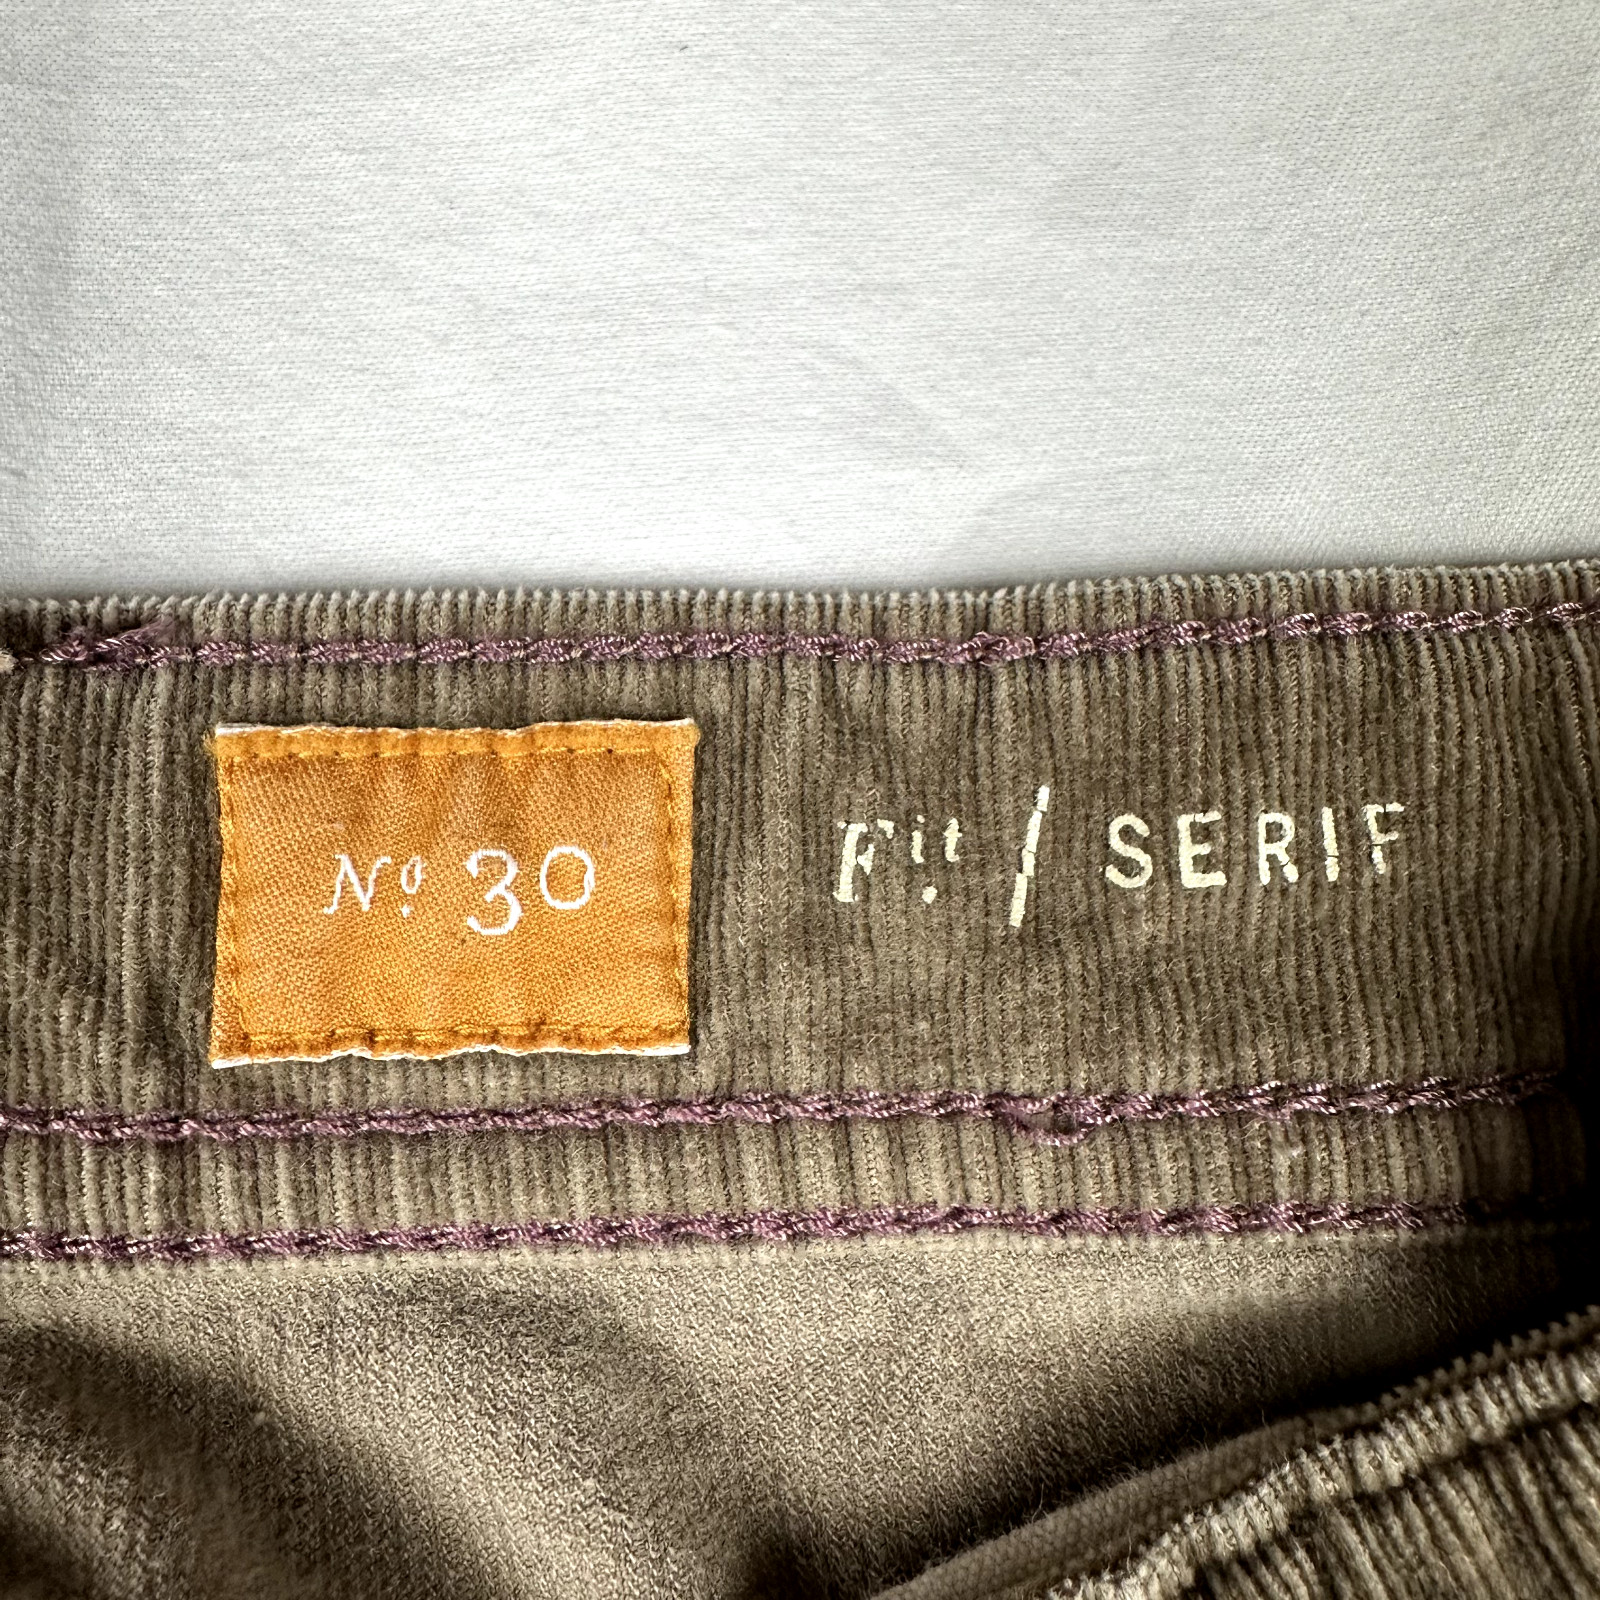 Nº 30
Fit / SERIF